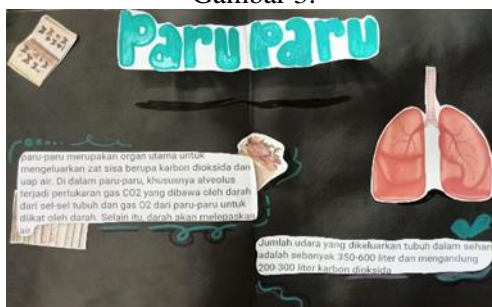 Gambar 3.
Paru paru
paru-paru merupakan organ utama untuk
mengeluarkan zat sisa berupa karbon dioksida dan
uap air. Di dalam paru-paru, khususnya alveolus
terjadi pertukaran gas CO2 yang dibawa oleh darah
dari sel-sel tubuh dan gas O2 dari paru-paru untuk
diikat oleh darah. Selain itu, darah akan melepaskan
air
Jumlah udara yang dikeluarkan tubuh dalam sehari
adalah sebanyak 350-600 liter dan mengandung
200-300 liter karbon dioksida